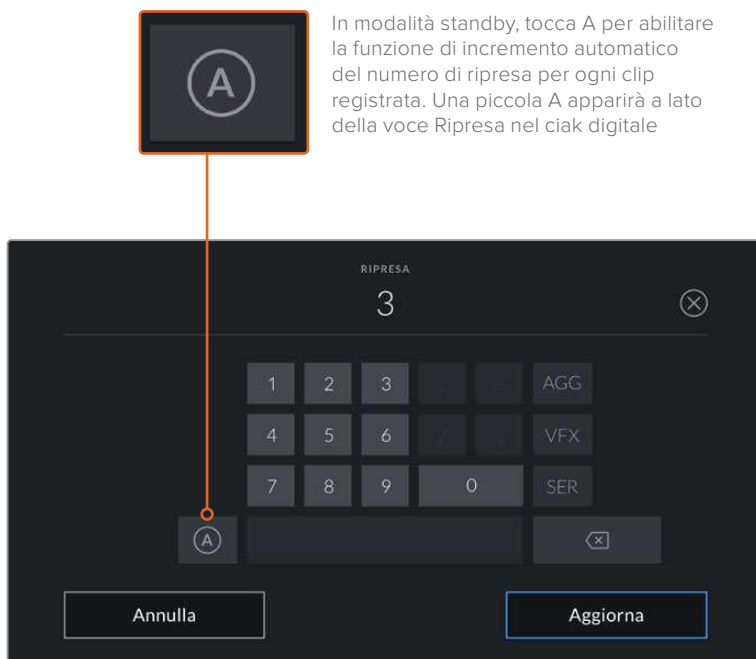 In modalità standby, tocca A per abilitare
la funzione di incremento automatico
del numero di ripresa per ogni clip
registrata. Una piccola A apparirà a lato
della voce Ripresa nel ciak digitale
A
RIPRESA
3
1 2 3 . - AGG
4 5 6 / , VFX
7 8 9 0 SER
A
Annulla Aggiorna